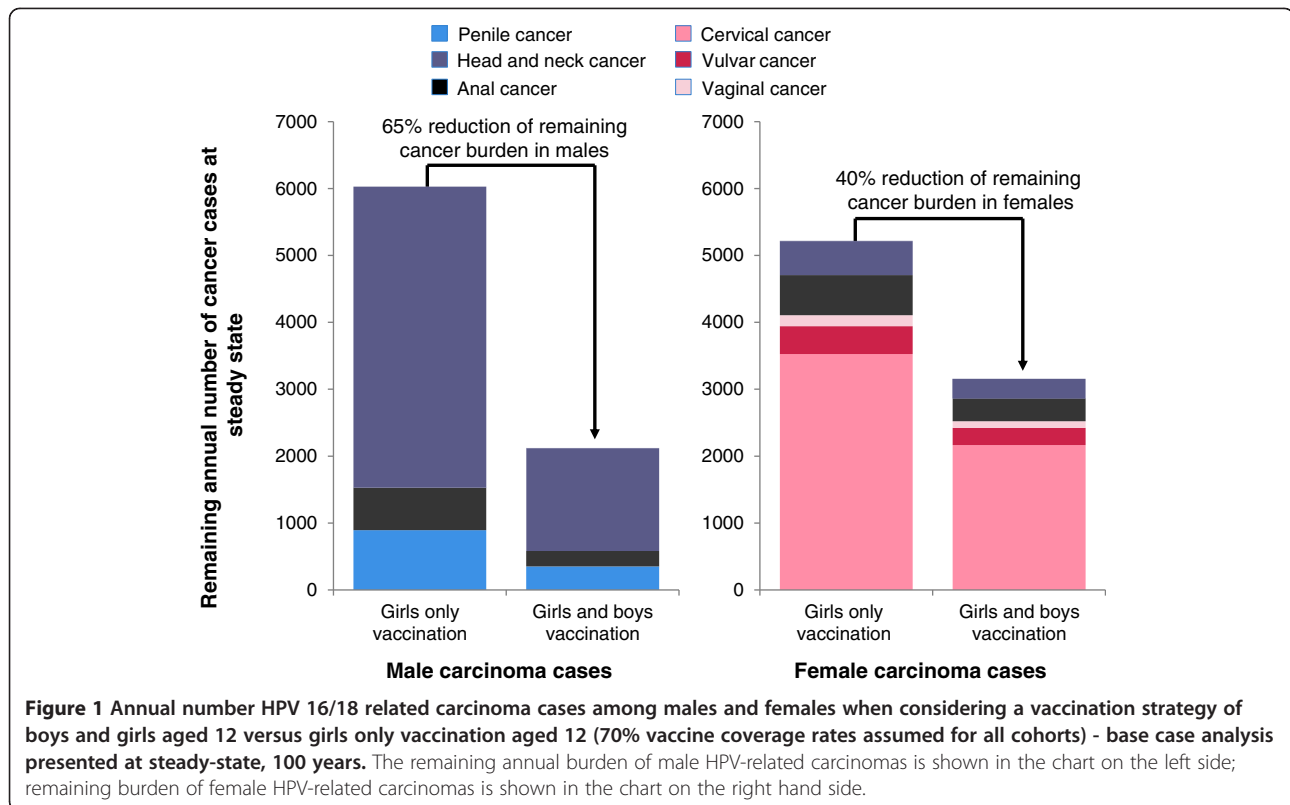 Penile cancer
Head and neck cancer
Anal cancer
Cervical cancer
Vulvar cancer
Vaginal cancer
Remaining annual number of cancer cases at
steady state
7000
6000
5000
4000
3000
2000
1000
0
65% reduction of remaining
cancer burden in males
Girls only
vaccination
Girls and boys
vaccination
Male carcinoma cases
7000
6000
5000
4000
3000
2000
1000
0
40% reduction of remaining
cancer burden in females
Girls only
vaccination
Girls and boys
vaccination
Female carcinoma cases
Figure 1 Annual number HPV 16/18 related carcinoma cases among males and females when considering a vaccination strategy of
boys and girls aged 12 versus girls only vaccination aged 12 (70% vaccine coverage rates assumed for all cohorts) - base case analysis
presented at steady-state, 100 years. The remaining annual burden of male HPV-related carcinomas is shown in the chart on the left side;
remaining burden of female HPV-related carcinomas is shown in the chart on the right hand side.